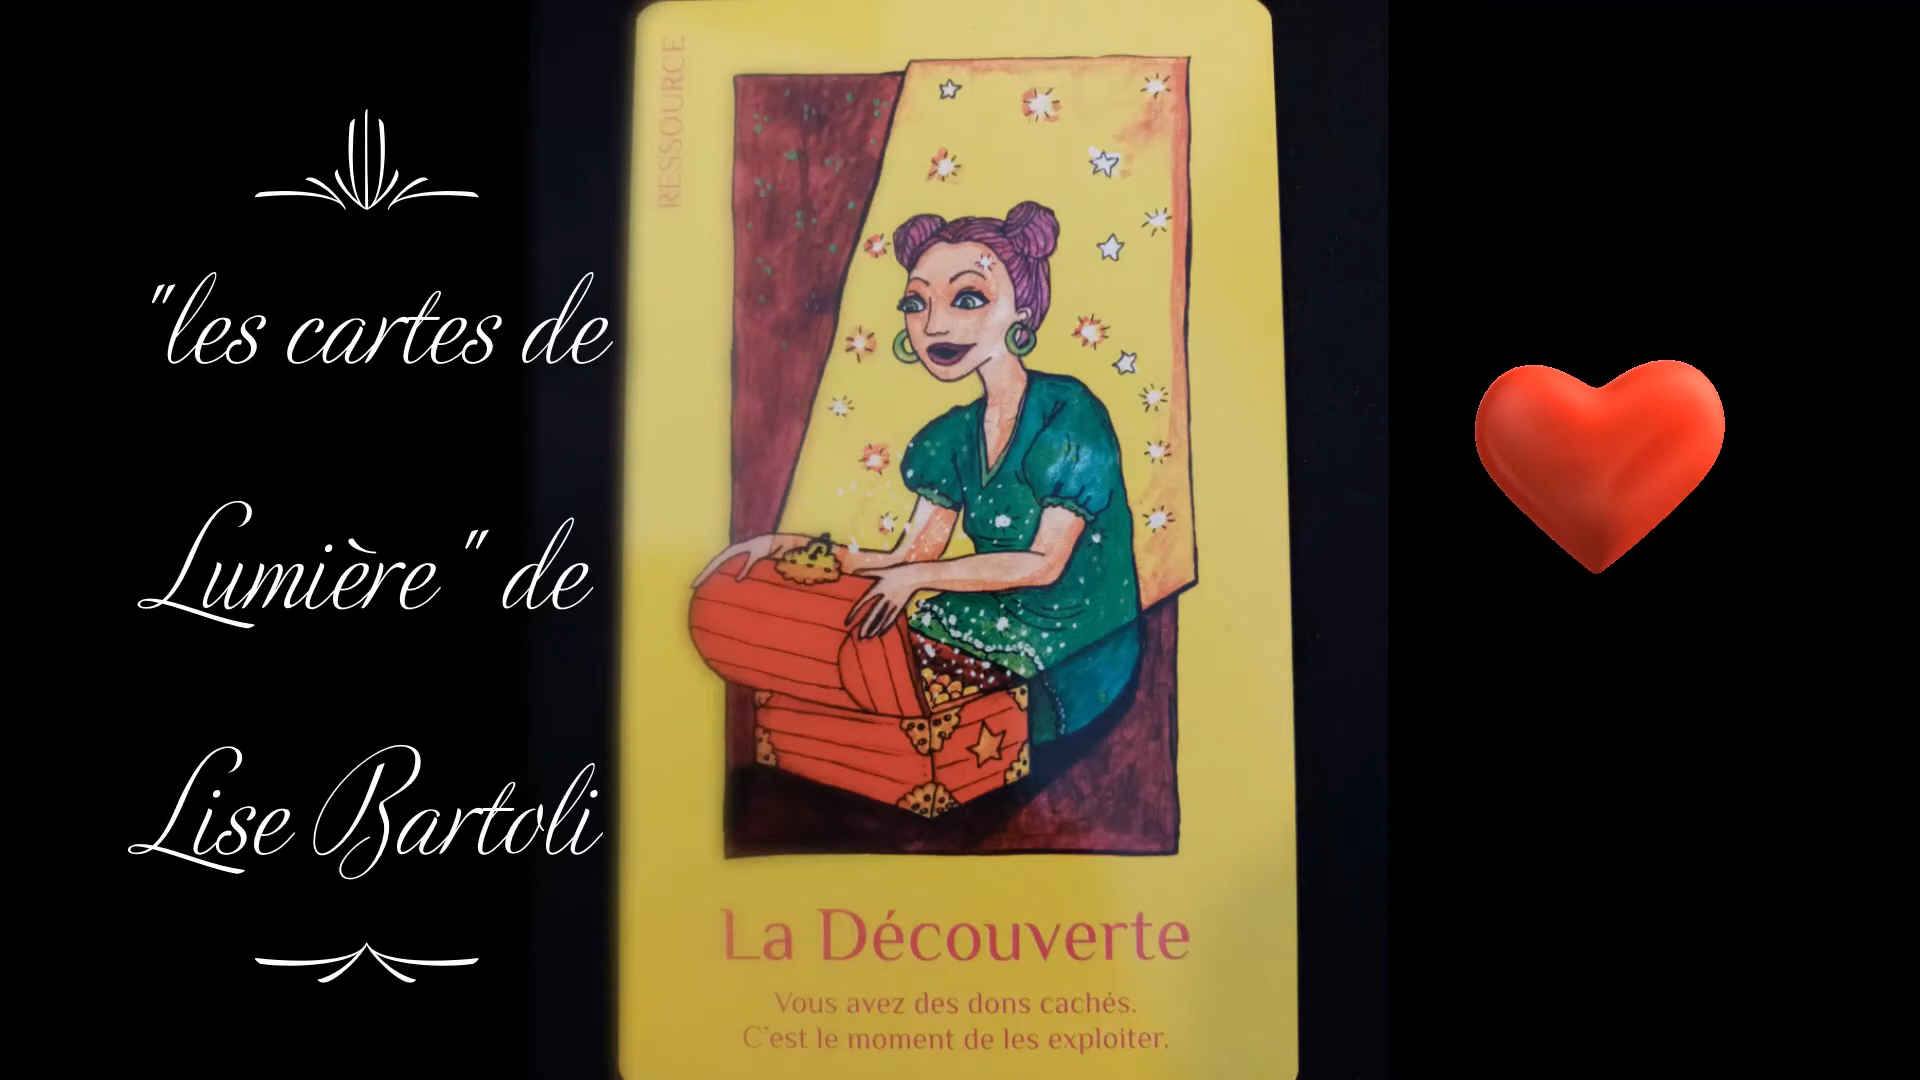 "les cartes de
Lumière" de
Lise Bartoli
RESSOURCE
La Découverte
Vous avez des dons cachés.
C'est le moment de les exploiter.